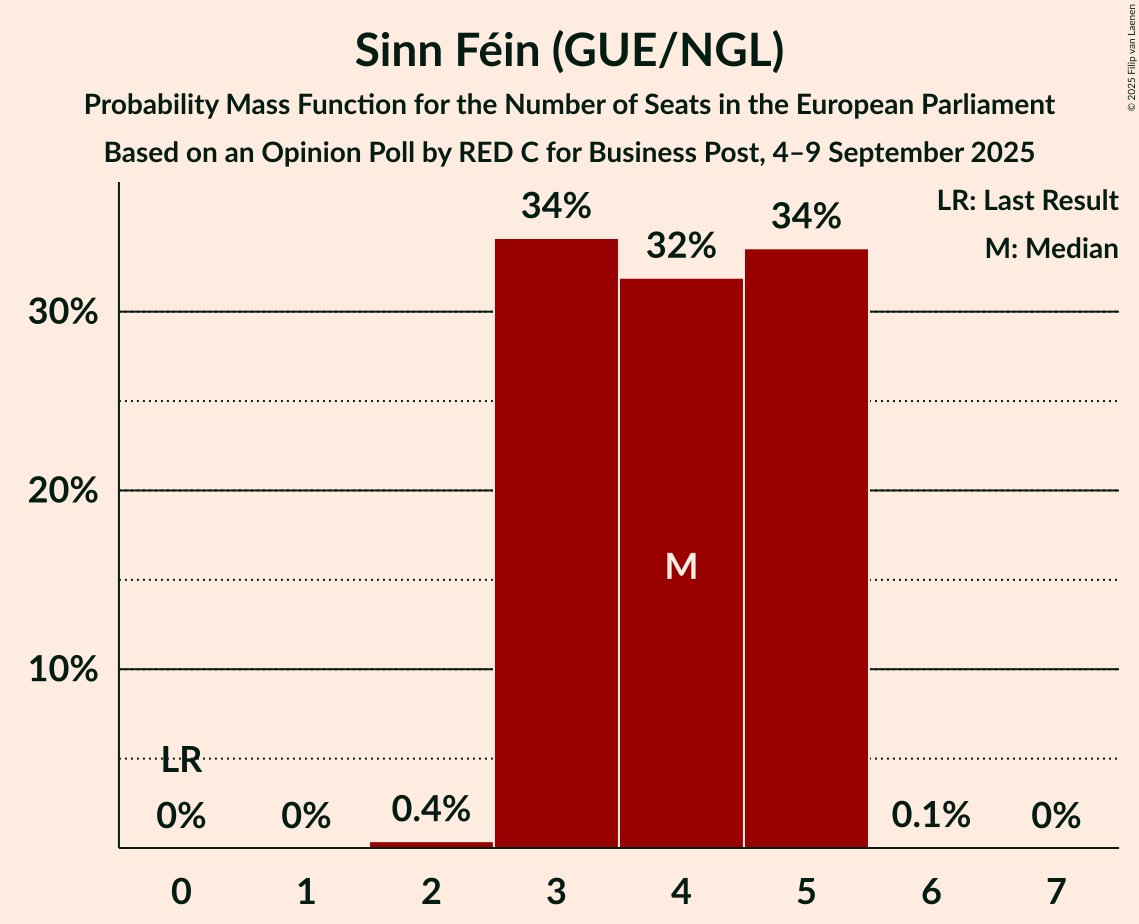 Sinn Féin (GUE/NGL)
Probability Mass Function for the Number of Seats in the European Parliament
Based on an Opinion Poll by RED C for Business Post, 4–9 September 2025
© 2025 Filip van Laenen
LR: Last Result
M: Median
34%
32%
34%
30%
20%
M
10%
LR
0%
0%
0.4%
0.1%
0%
0 1 2 3 4 5 6 7